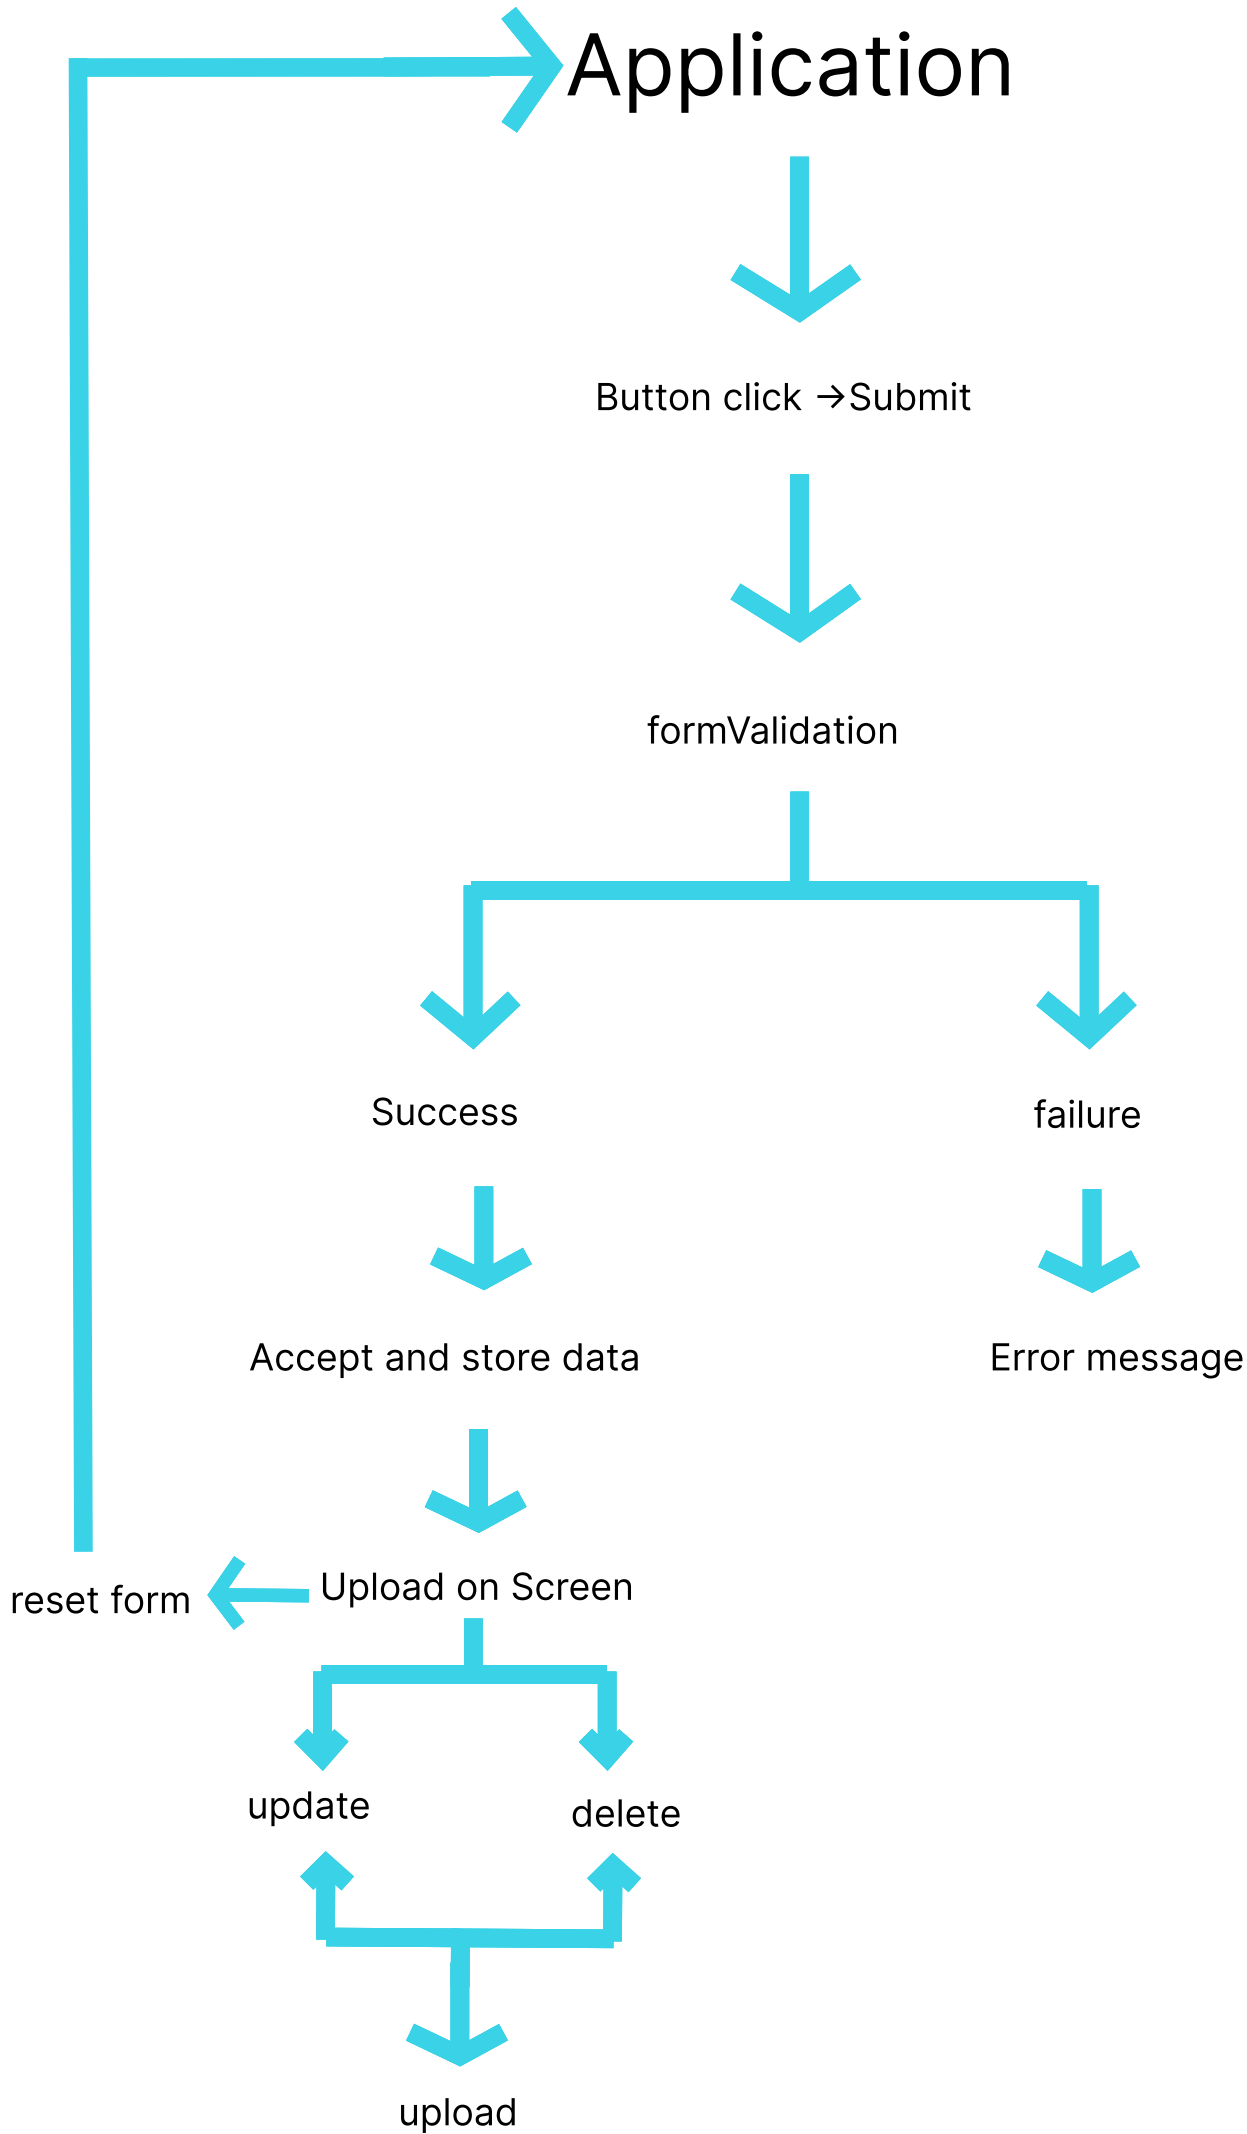 Application
Button click →Submit
formValidation
Success
failure
Accept and store data
Error message
Upload on Screen
reset form
update
delete
upload